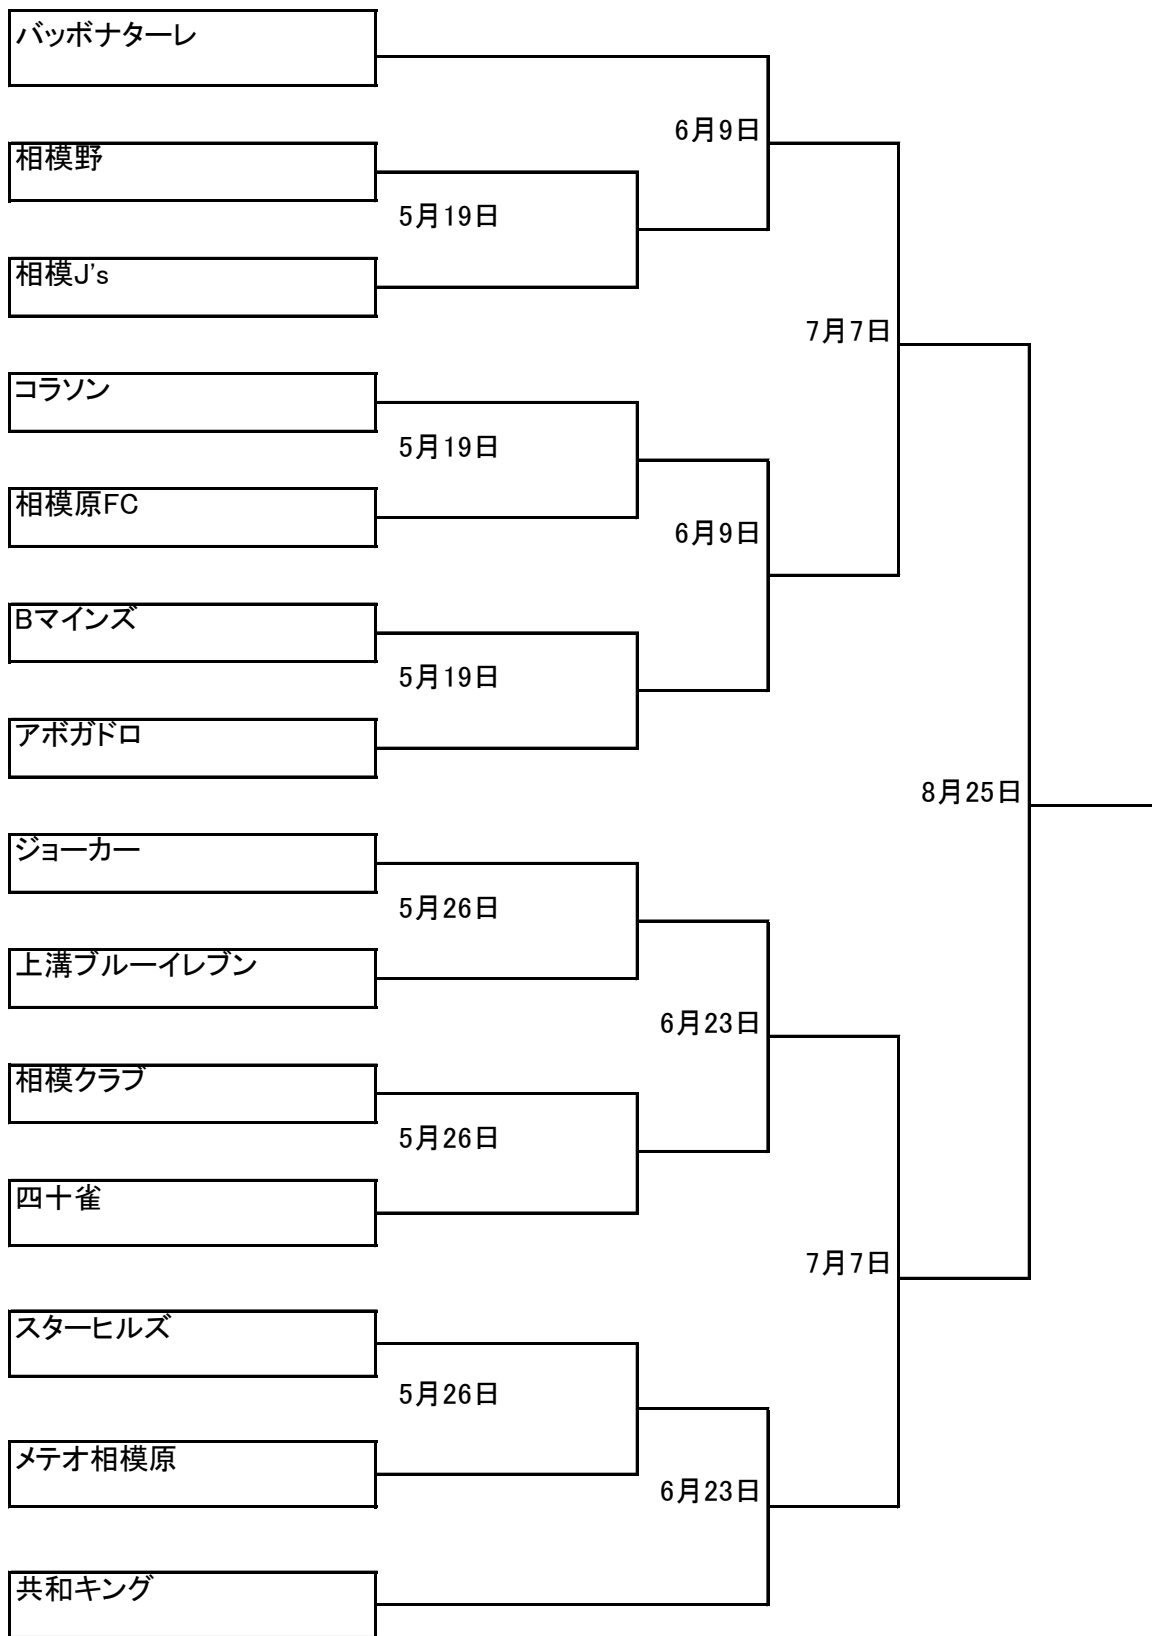 バッボナターレ
6月9日
相模野
5月19日
相模J's
7月7日
コラソン
5月19日
相模原FC
6月9日
Bマインズ
5月19日
アボガドロ
8月25日
ジョーカー
5月26日
上溝ブルーイレブン
6月23日
相模クラブ
5月26日
四十雀
7月7日
スターヒルズ
5月26日
メテオ相模原
6月23日
共和キング